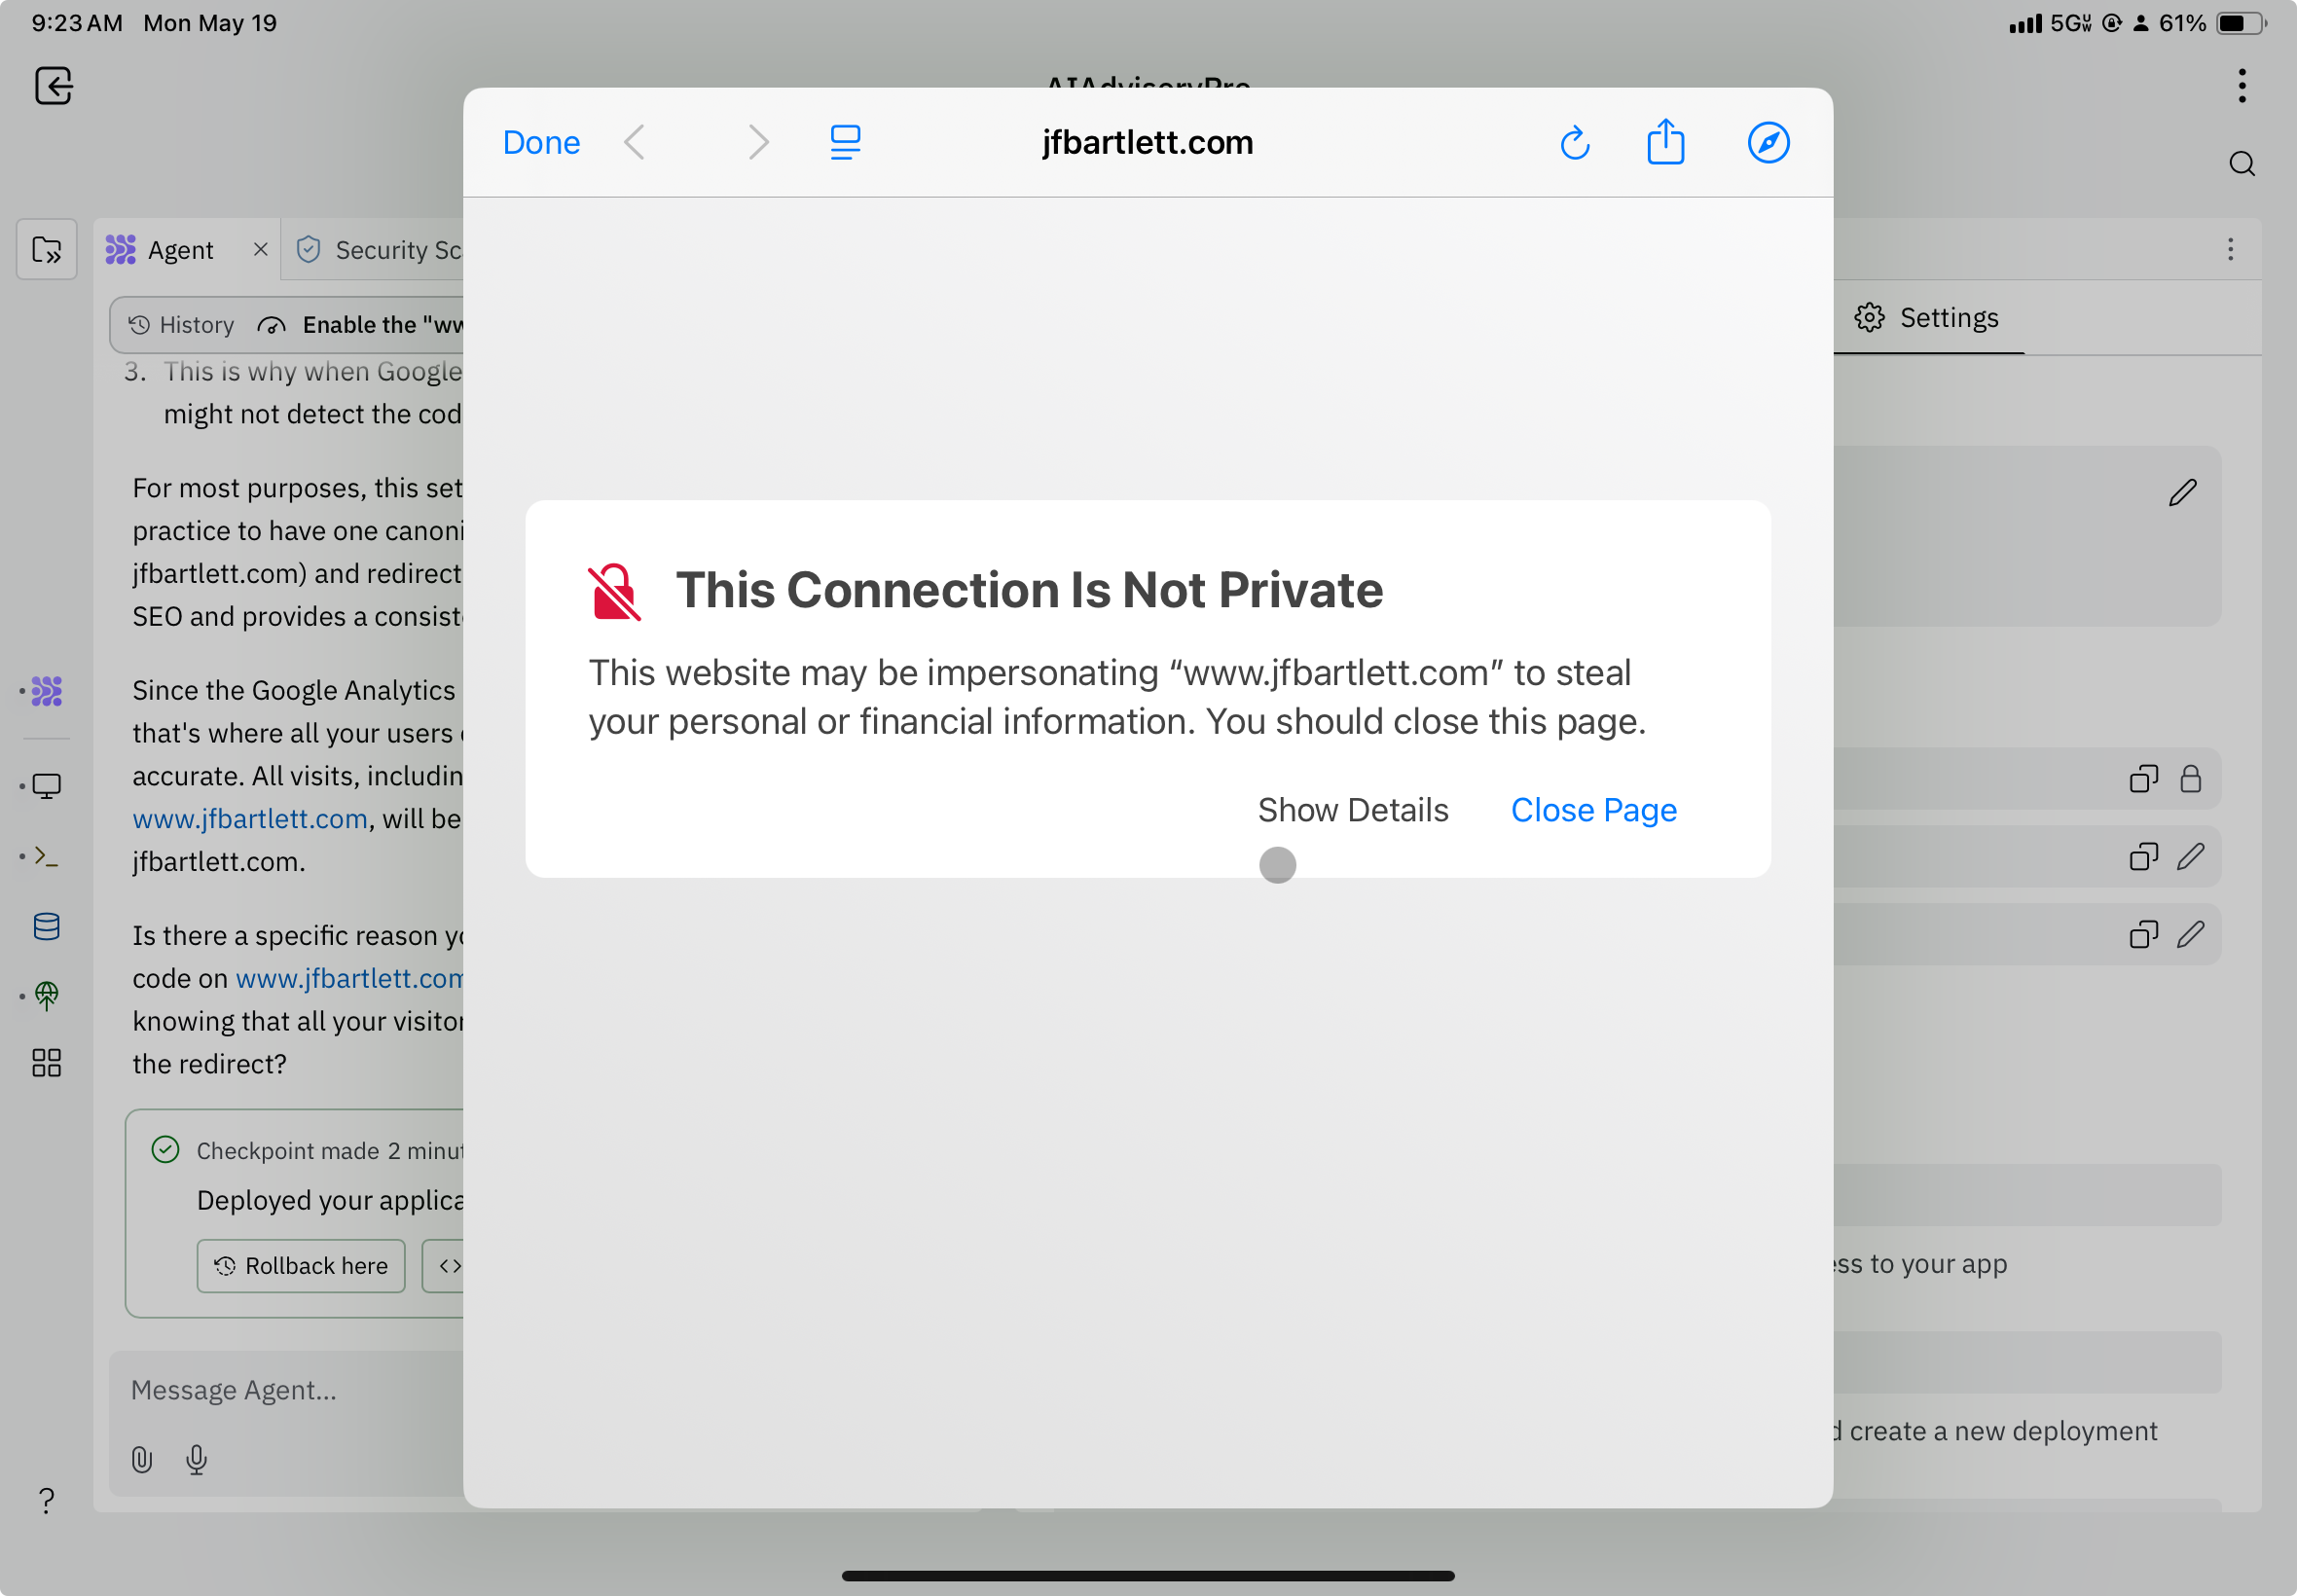 9:23 AM Mon May 19
5G UW 61%
AIAdvisoryPro
Done
jfbartlett.com
Agent
Security Sc
Settings
History
Enable the "ww
3. This is why when Google
might not detect the cod
For most purposes, this set
practice to have one canoni
jfbartlett.com) and redirect
SEO and provides a consist
Since the Google Analytics
that's where all your users
accurate. All visits, includin
www.jfbartlett.com, will be
jfbartlett.com.
Is there a specific reason yo
code on www.jfbartlett.com
knowing that all your visitor
the redirect?
Checkpoint made 2 minut
Deployed your applica
Rollback here
Message Agent...
This Connection Is Not Private
This website may be impersonating “www.jfbartlett.com” to steal
your personal or financial information. You should close this page.
Show Details
Close Page
ess to your app
d create a new deployment